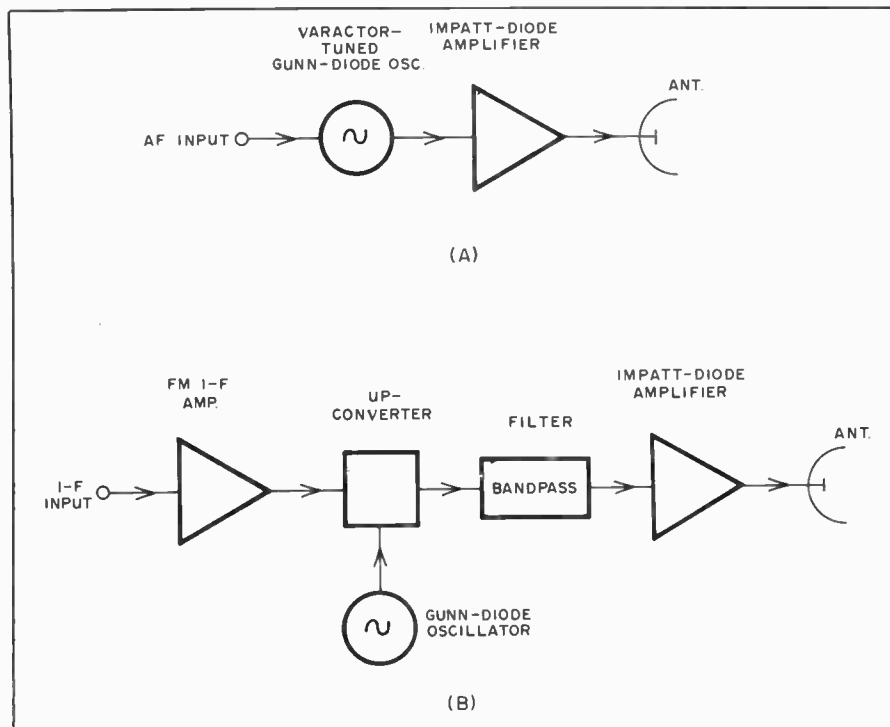 VARACTOR-
TUNED
GUNN-DIODE OSC.
IMPATT-DIODE
AMPLIFIER
ANT.
AF INPUT
(A)
FM I-F
AMP.
UP-
CONVERTER
FILTER
IMPATT-DIODE
AMPLIFIER
ANT.
I-F
INPUT
BANDPASS
GUNN-DIODE
OSCILLATOR
(B)